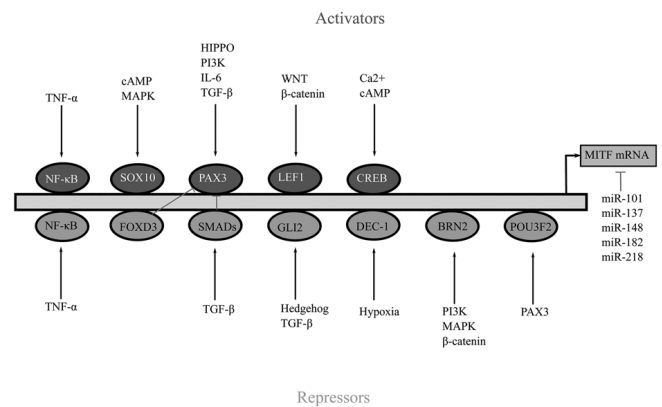 Activators
HIPPO
PI3K
IL-6
TGF-β
cAMP
MAPK
WNT
β-catenin
Ca2+
cAMP
TNF-α
NF-κB
SOX10
PAX3
LEF1
CREB
MITF mRNA
miR-101
miR-137
miR-148
miR-182
miR-218
NF-κB
FOXD3
SMADs
GLI2
DEC-1
BRN2
POU3F2
TNF-α
TGF-β
Hedgehog
TGF-β
Hypoxia
PI3K
MAPK
β-catenin
PAX3
Repressors